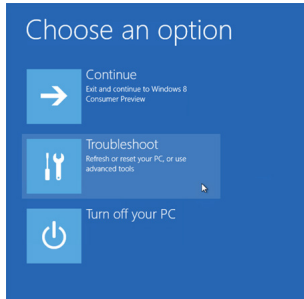 Choose an option
Continue
Exit and continue to Windows 8
Consumer Preview
Troubleshoot
Refresh or reset your PC, or use
advanced tools
Turn off your PC